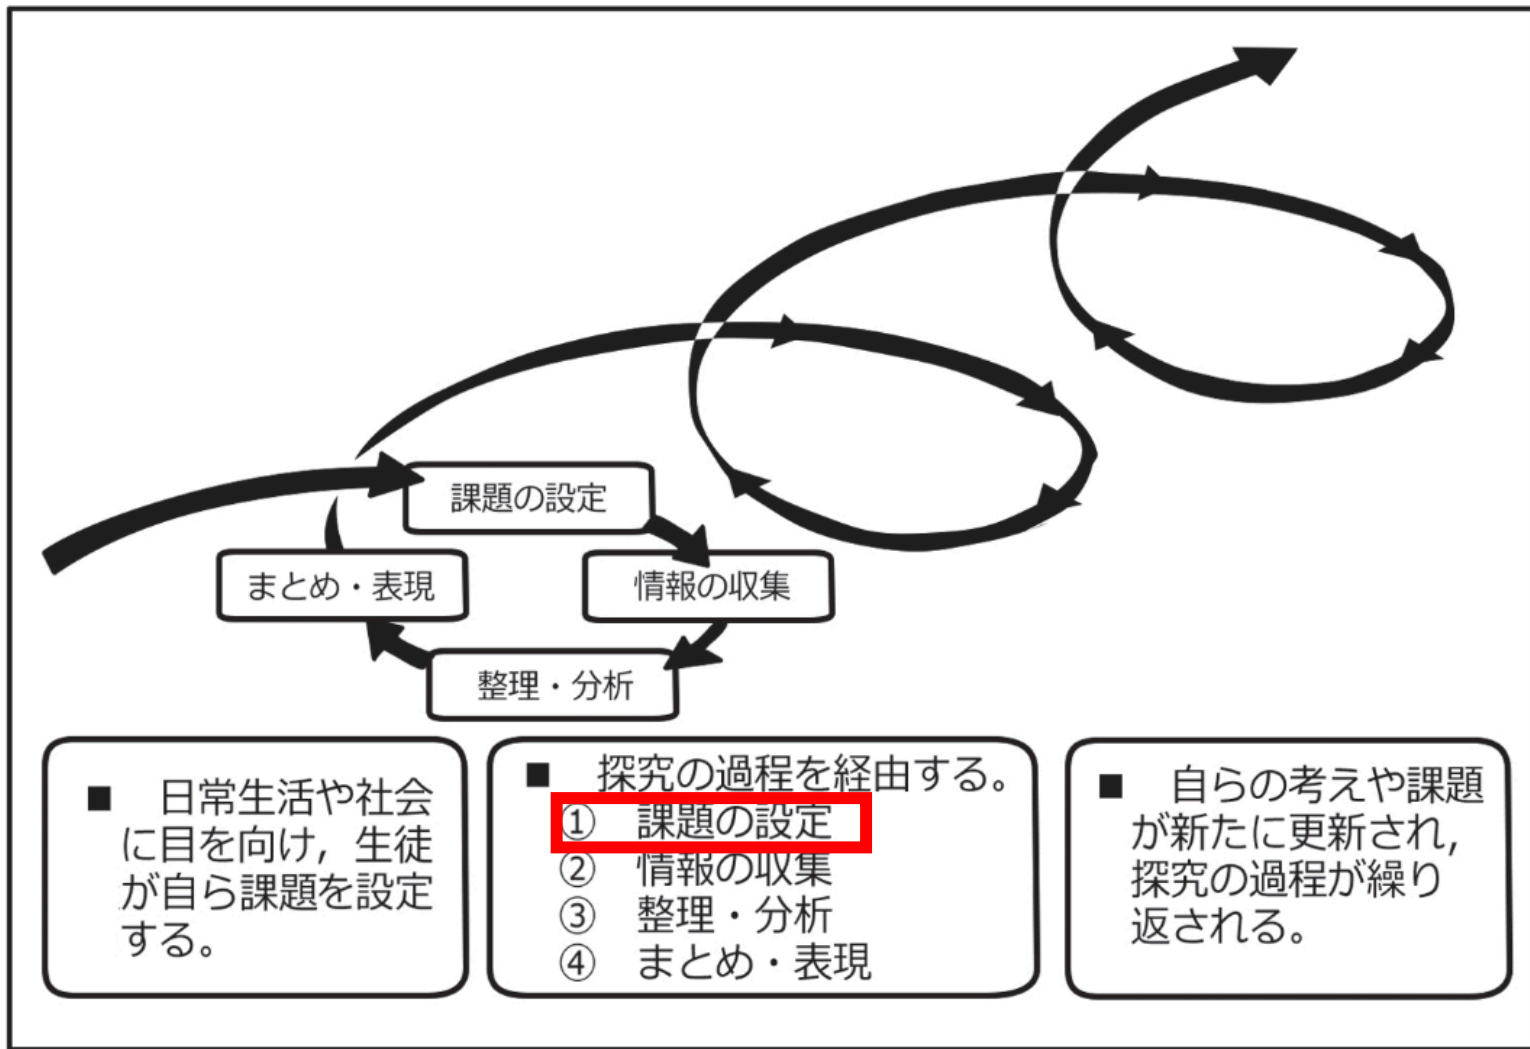 課題の設定
まとめ・表現
情報の収集
整理・分析
■ 日常生活や社会
に目を向け，生徒
が自ら課題を設定
する。
■ 探究の過程を経由する。
① 課題の設定
② 情報の収集
③ 整理・分析
④ まとめ・表現
■ 自らの考えや課題
が新たに更新され，
探究の過程が繰り
返される。